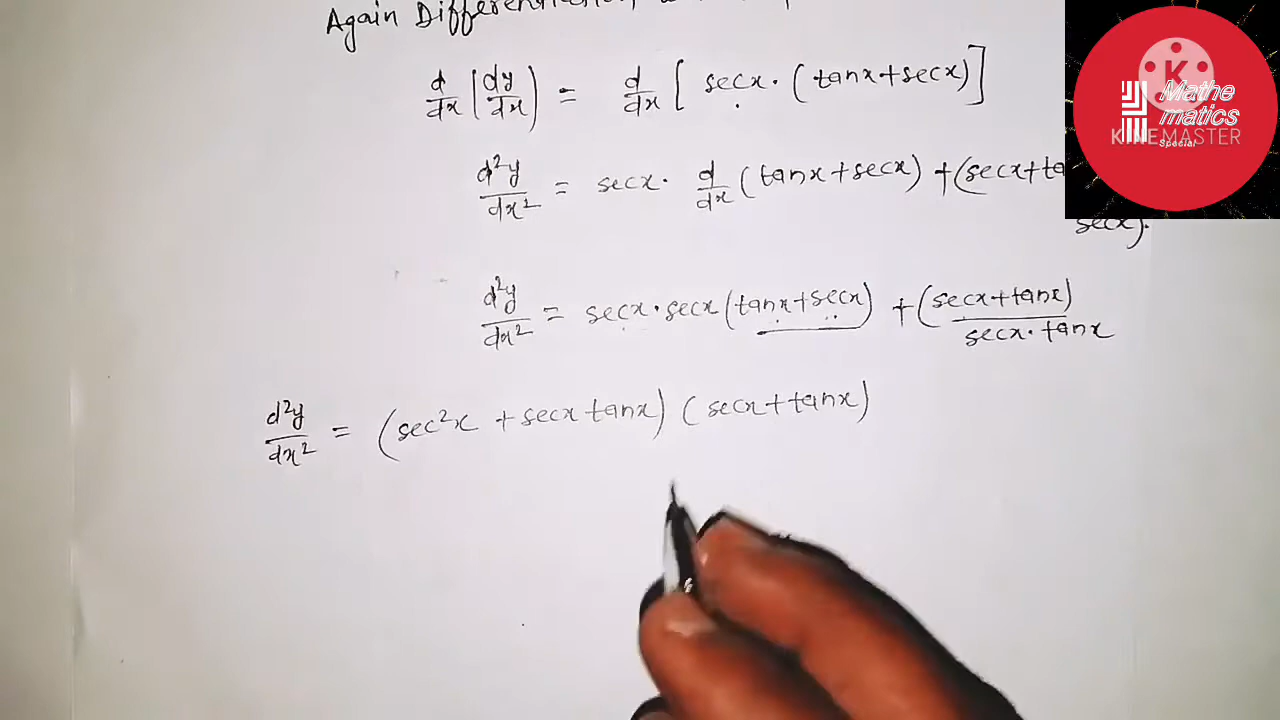 Again
d/dx (dy/dx) = d/dx [ secx · (tanx+secx) ]
d²y/dx² = secx · d/dx (tanx + secx) + (secx+
secx).
d²y/dx² = secx · secx (tanx + secx) + (secx+tanx)
secx · tanx
d²y/dx² = (sec²x + secx tanx) (secx + tanx)
K
Mathe
matics
KINEMASTER
Special